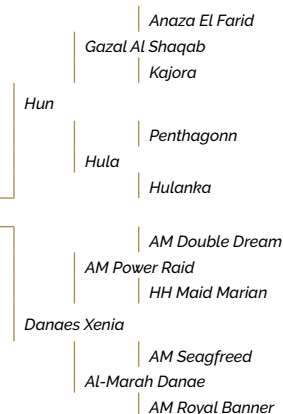 Anaza El Farid
Gazal Al Shaqab
Kajora
Hun
Penthagonn
Hula
Hulanka
AM Double Dream
AM Power Raid
HH Maid Marian
Danaes Xenia
AM Seagfreed
Al-Marah Danae
AM Royal Banner